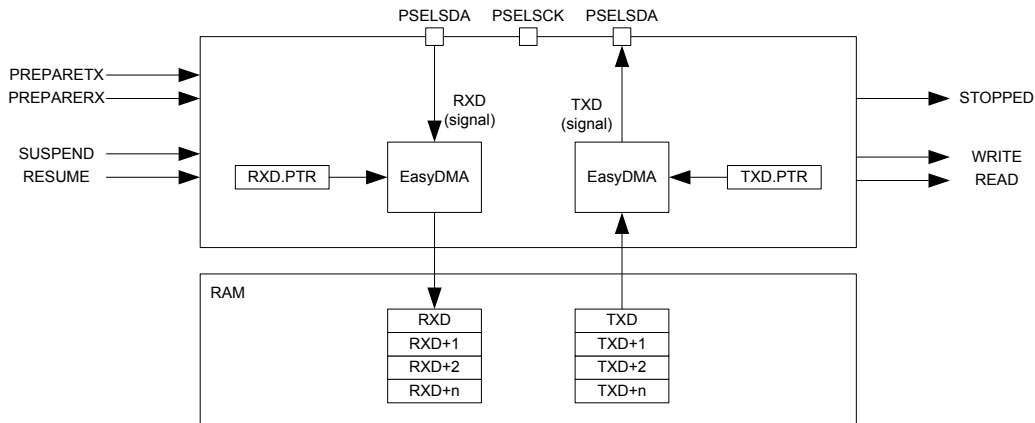 PSELSDA PSELSCK PSELSDA
PREPARETX
PREPARERX
RXD
(signal)
TXD
(signal)
STOPPED
SUSPEND
RESUME
RXD.PTR
EasyDMA
EasyDMA
TXD.PTR
WRITE
READ
RAM
RXD
RXD+1
RXD+2
RXD+n
TXD
TXD+1
TXD+2
TXD+n